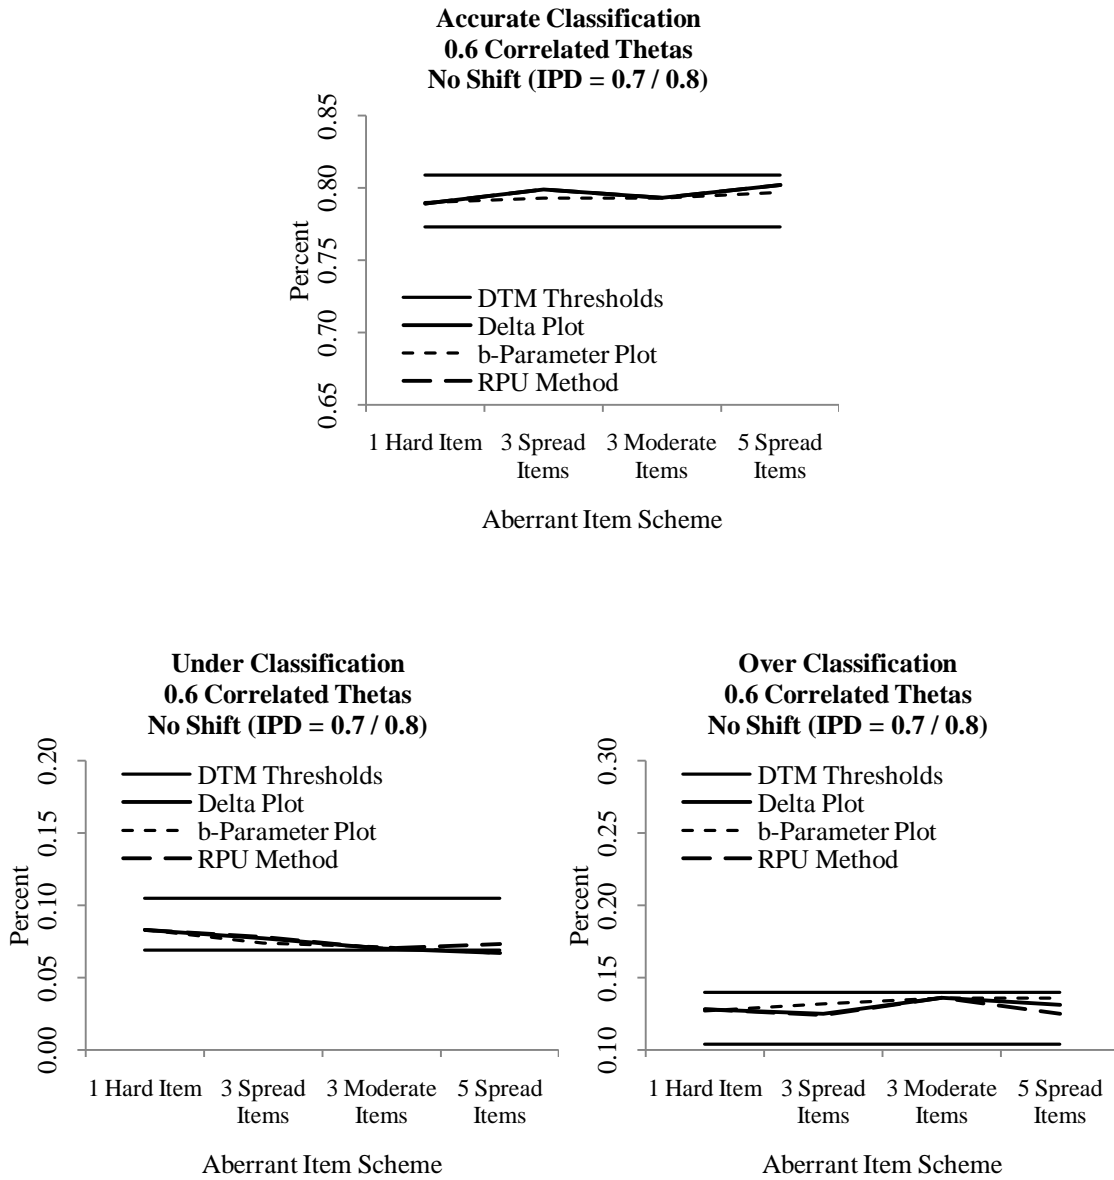 Accurate Classification
0.6 Correlated Thetas
No Shift (IPD = 0.7 / 0.8)
0.85
0.80
0.75
0.70
0.65
Percent
DTM Thresholds
Delta Plot
b-Parameter Plot
RPU Method
1 Hard Item 3 Spread 3 Moderate 5 Spread
Items Items Items
Aberrant Item Scheme
Under Classification
0.6 Correlated Thetas
No Shift (IPD = 0.7 / 0.8)
0.20
0.15
0.10
0.05
0.00
Percent
DTM Thresholds
Delta Plot
b-Parameter Plot
RPU Method
1 Hard Item 3 Spread 3 Moderate 5 Spread
Items Items Items
Aberrant Item Scheme
Over Classification
0.6 Correlated Thetas
No Shift (IPD = 0.7 / 0.8)
0.30
0.25
0.20
0.15
0.10
Percent
DTM Thresholds
Delta Plot
b-Parameter Plot
RPU Method
1 Hard Item 3 Spread 3 Moderate 5 Spread
Items Items Items
Aberrant Item Scheme